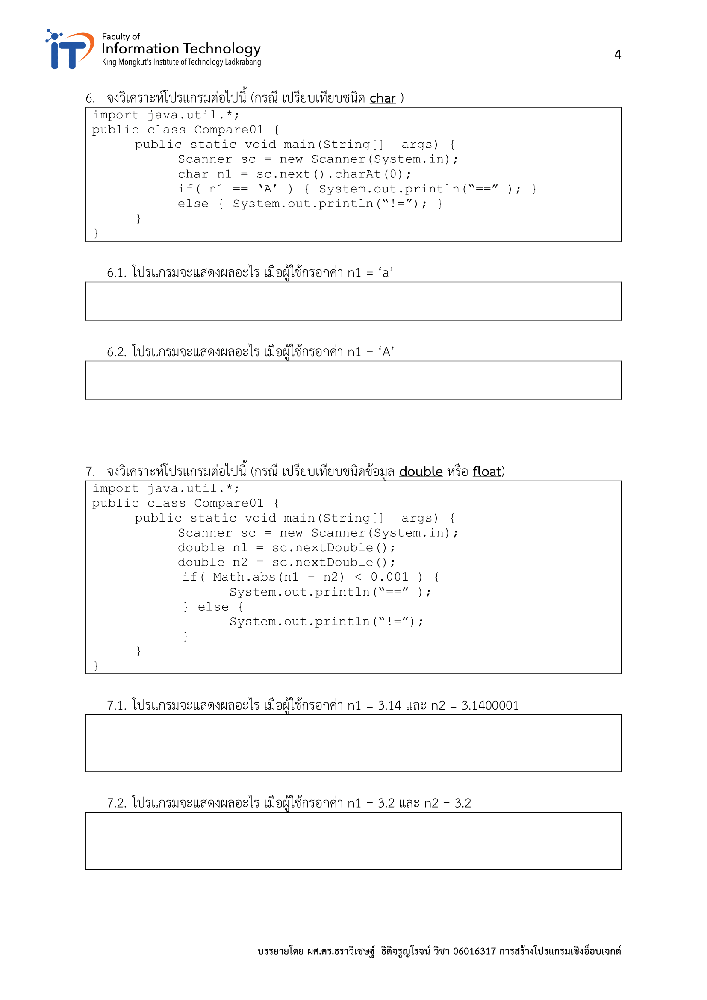 Faculty of
Information Technology
King Mongkut's Institute of Technology Ladkrabang
4
6. จงวิเคราะห์โปรแกรมต่อไปนี้ (กรณี เปรียบเทียบชนิด char )
import java.util.*;
public class Compare01 {
public static void main(String[]  args) {
Scanner sc = new Scanner(System.in);
char n1 = sc.next().charAt(0);
if( n1 == ‘A’ ) { System.out.println(“==” ); }
else { System.out.println(“!=”); }
}
}
6.1. โปรแกรมจะแสดงผลอะไร เมื่อผู้ใช้กรอกค่า n1 = ‘a’
6.2. โปรแกรมจะแสดงผลอะไร เมื่อผู้ใช้กรอกค่า n1 = ‘A’
7. จงวิเคราะห์โปรแกรมต่อไปนี้ (กรณี เปรียบเทียบชนิดข้อมูล double หรือ float)
import java.util.*;
public class Compare01 {
public static void main(String[]  args) {
Scanner sc = new Scanner(System.in);
double n1 = sc.nextDouble();
double n2 = sc.nextDouble();
if( Math.abs(n1 – n2) < 0.001 ) {
System.out.println(“==” );
} else {
System.out.println(“!=”);
}
}
}
7.1. โปรแกรมจะแสดงผลอะไร เมื่อผู้ใช้กรอกค่า n1 = 3.14 และ n2 = 3.1400001
7.2. โปรแกรมจะแสดงผลอะไร เมื่อผู้ใช้กรอกค่า n1 = 3.2 และ n2 = 3.2
บรรยายโดย ผศ.ดร.ธราวิเชษฐ์  ธิติจรูญโรจน์ วิชา 06016317 การสร้างโปรแกรมเชิงอ็อบเจกต์